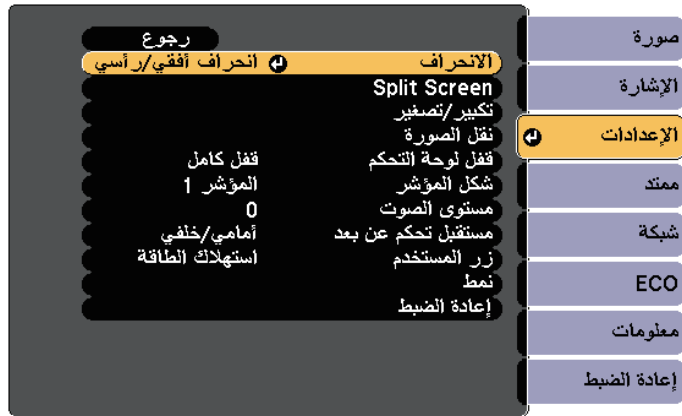 رجوع
الانحراف انحراف أفقي/رأسي
Split Screen
تكبير/تصغير
نقل الصورة
قفل لوحة التحكم قفل كامل
شكل المؤشر المؤشر 1
مستوى الصوت 0
مستقبل تحكم عن بعد أمامي/خلفي
زر المستخدم استهلاك الطاقة
نمط
إعادة الضبط
صورة
الإشارة
الإعدادات
ممتد
شبكة
ECO
معلومات
إعادة الضبط